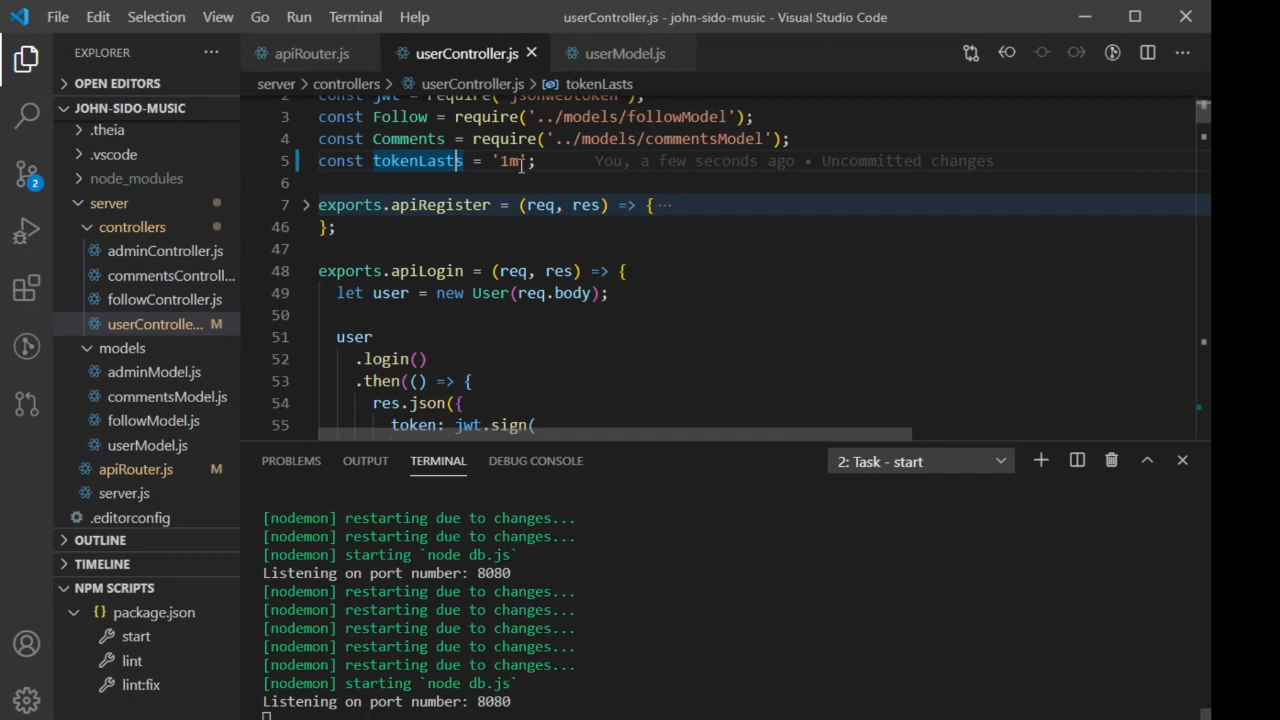 File Edit Selection View Go Run Terminal Help userController.js - john-sido-music - Visual Studio Code
EXPLORER
OPEN EDITORS
JOHN-SIDO-MUSIC
.theia
.vscode
node_modules
server
controllers
adminController.js
commentsControll...
followController.js
userControlle... M
models
adminModel.js
commentsModel.js
followModel.js
userModel.js
apiRouter.js M
server.js
.editorconfig
OUTLINE
TIMELINE
NPM SCRIPTS
package.json
start
lint
lint:fix
2
apiRouter.js userController.js userModel.js
server > controllers > userController.js > tokenLasts
2 const jwt = require('jsonwebtoken');
3 const Follow = require('../models/followModel');
4 const Comments = require('../models/commentsModel');
5 const tokenLasts = '1m'; You, a few seconds ago • Uncommitted changes
6
7 exports.apiRegister = (req, res) => { ...
46 };
47
48 exports.apiLogin = (req, res) => {
49 let user = new User(req.body);
50
51 user
52 .login()
53 .then(() => {
54 res.json({
55 token: jwt.sign(
PROBLEMS OUTPUT TERMINAL DEBUG CONSOLE 2: Task - start
[nodemon] restarting due to changes...
[nodemon] restarting due to changes...
[nodemon] starting `node db.js`
Listening on port number: 8080
[nodemon] restarting due to changes...
[nodemon] restarting due to changes...
[nodemon] restarting due to changes...
[nodemon] restarting due to changes...
[nodemon] restarting due to changes...
[nodemon] starting `node db.js`
Listening on port number: 8080